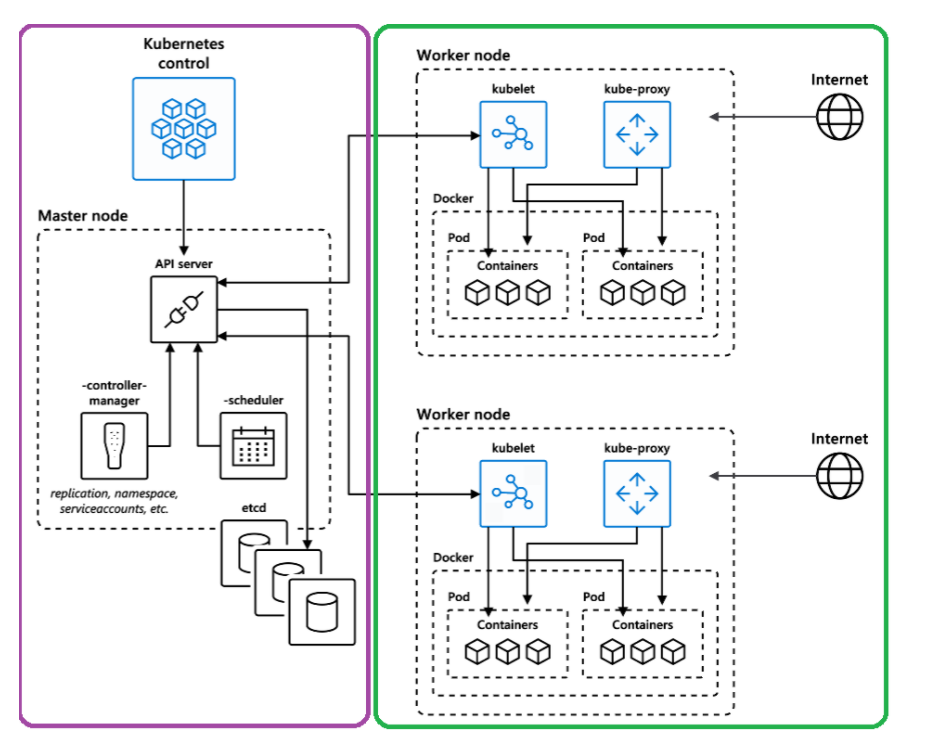 Kubernetes
control
Master node
API server
-controller-
manager
-scheduler
replication, namespace,
serviceaccounts, etc.
etcd
Worker node
kubelet
kube-proxy
Internet
Docker
Pod
Pod
Containers
Containers
Worker node
kubelet
kube-proxy
Internet
Docker
Pod
Pod
Containers
Containers